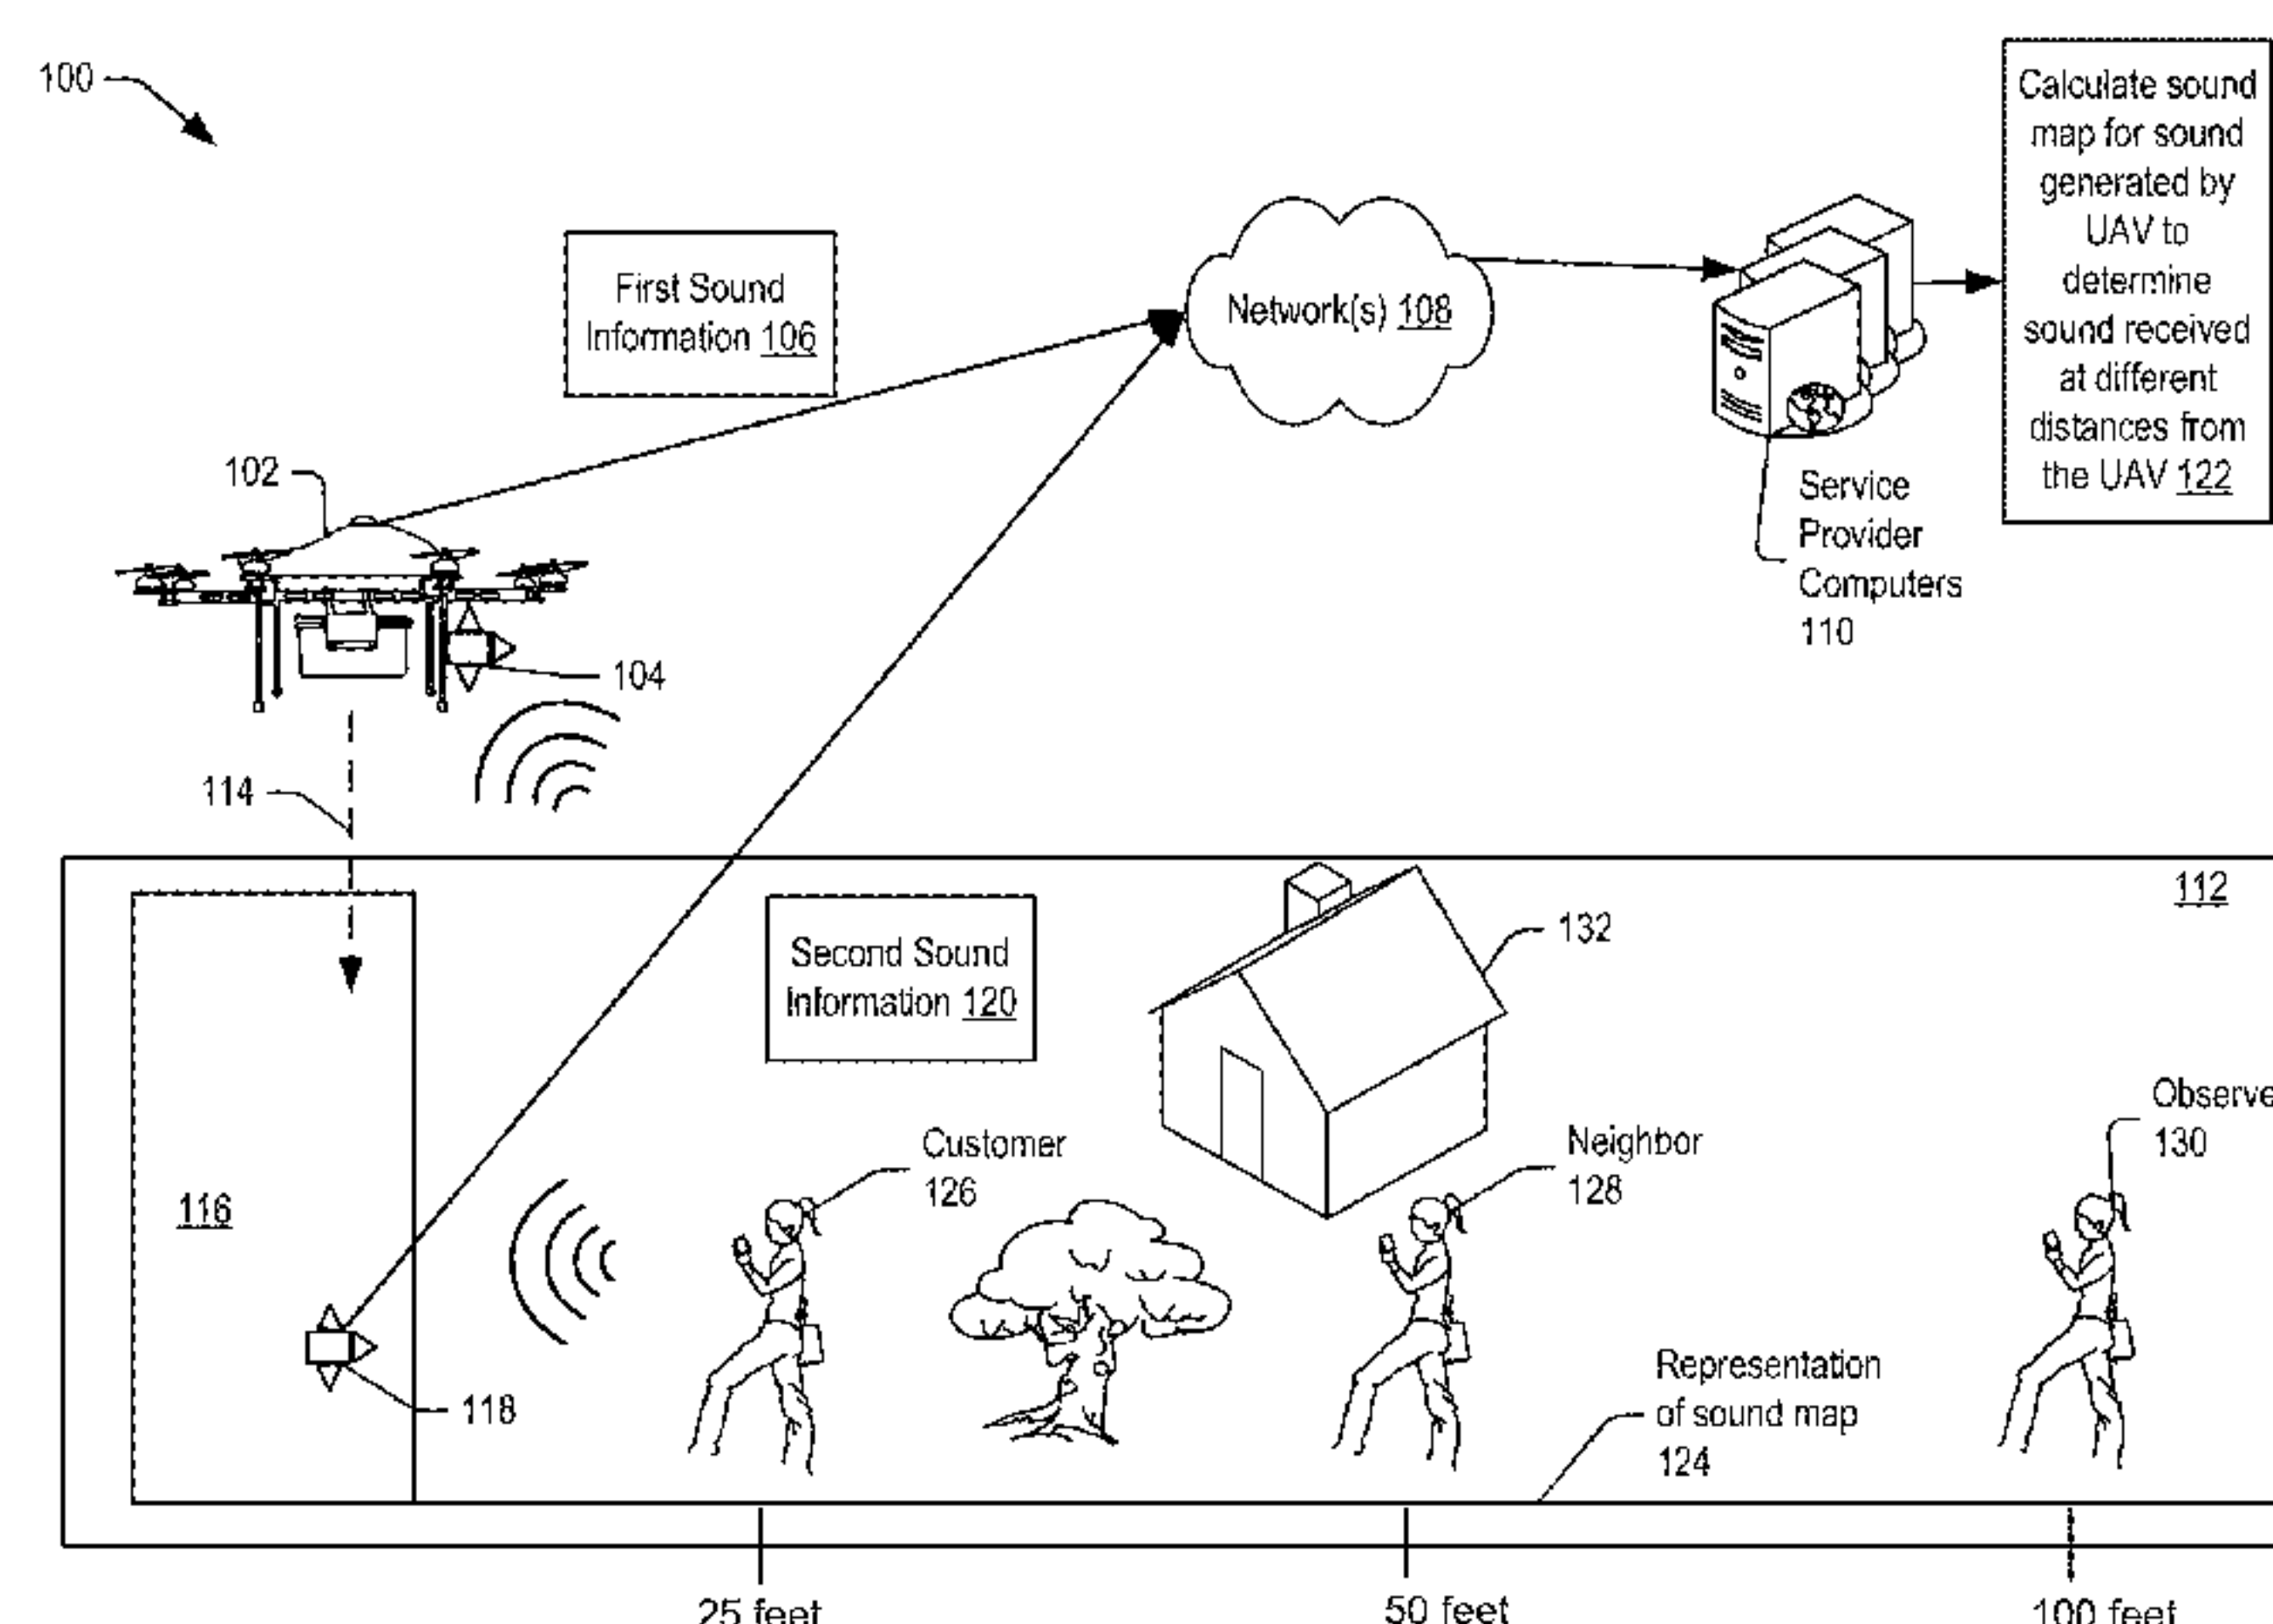 100
Calculate sound
map for sound
generated by
UAV to
determine
sound received
at different
distances from
the UAV 122
First Sound
Information 106
Network(s) 108
102
Service
Provider
Computers
110
104
114
112
132
Second Sound
Information 120
Observe
130
Customer
126
Neighbor
128
116
Representation
of sound map
124
118
25 feet
50 feet
100 feet